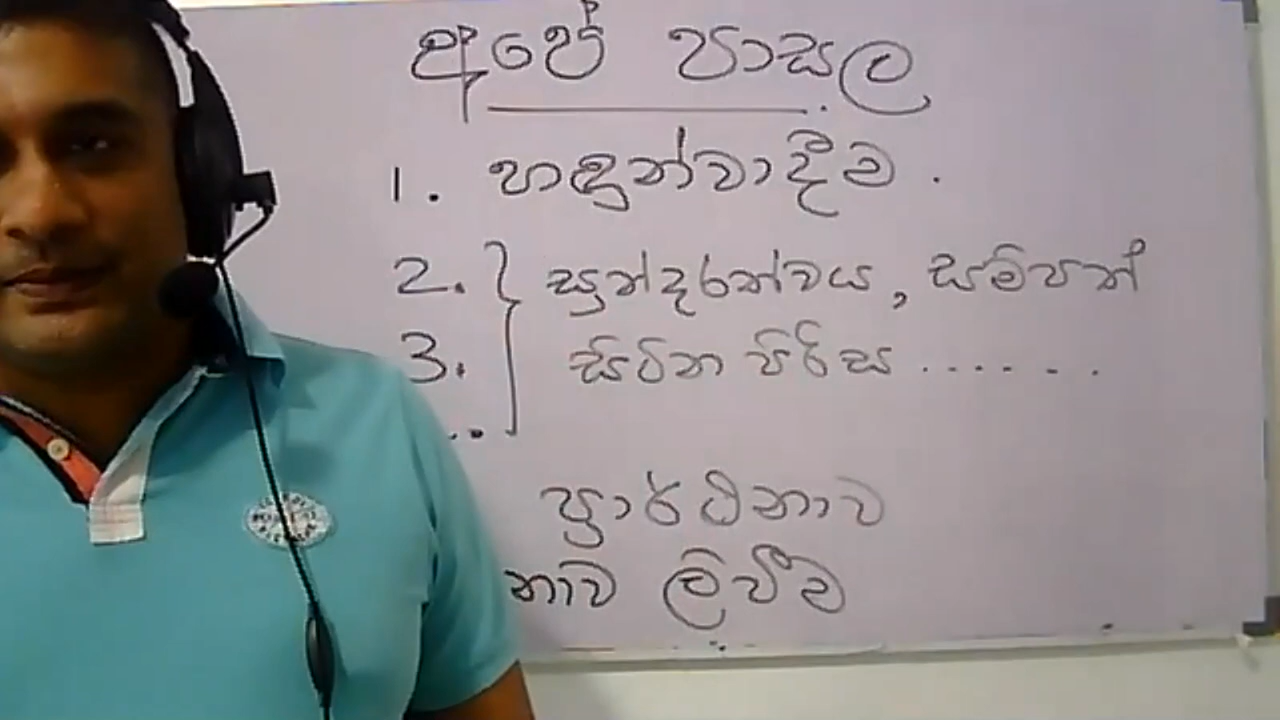 අපේ පාසල
1. හඳුන්වාදීම.
2. සුන්දරත්වය, සම්පත්
3. සිටින පිරිස .......
..
ප්‍රාර්ථනාව
ලිවීම